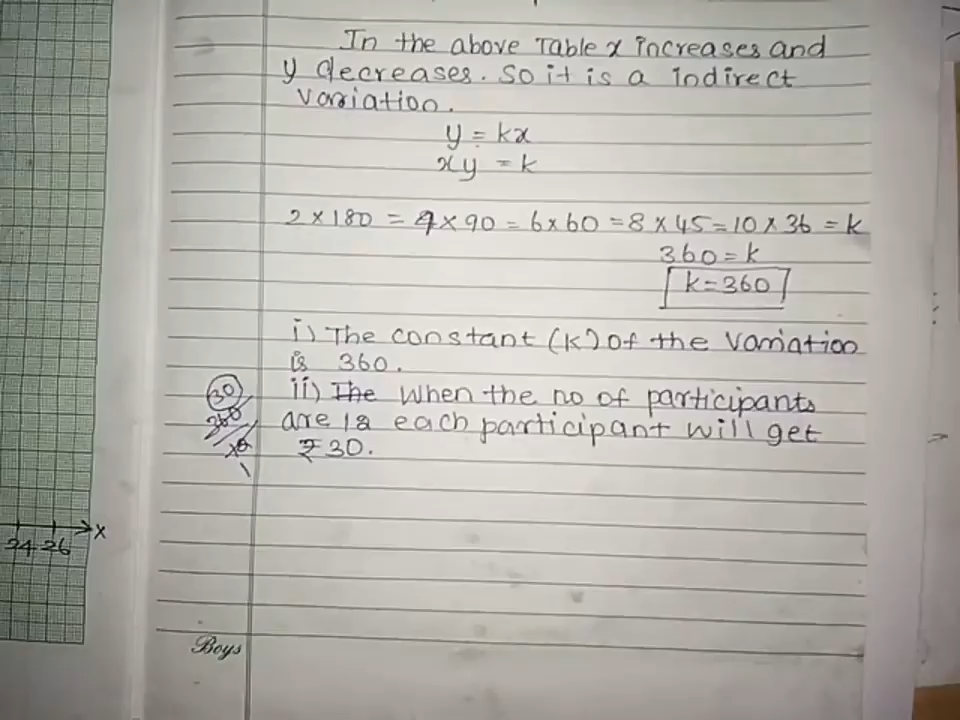 In the above Table x increases and
y decreases. So it is a indirect
variation.
y = kx
xy = k
2 × 180 = 4 × 90 = 6 × 60 = 8 × 45 = 10 × 36 = k
360 = k
k = 360
i) The constant (k) of the variation
is 360.
ii) The When the no of participants
are 12 each participant will get
₹30.
30
360
x
24 26
Boys